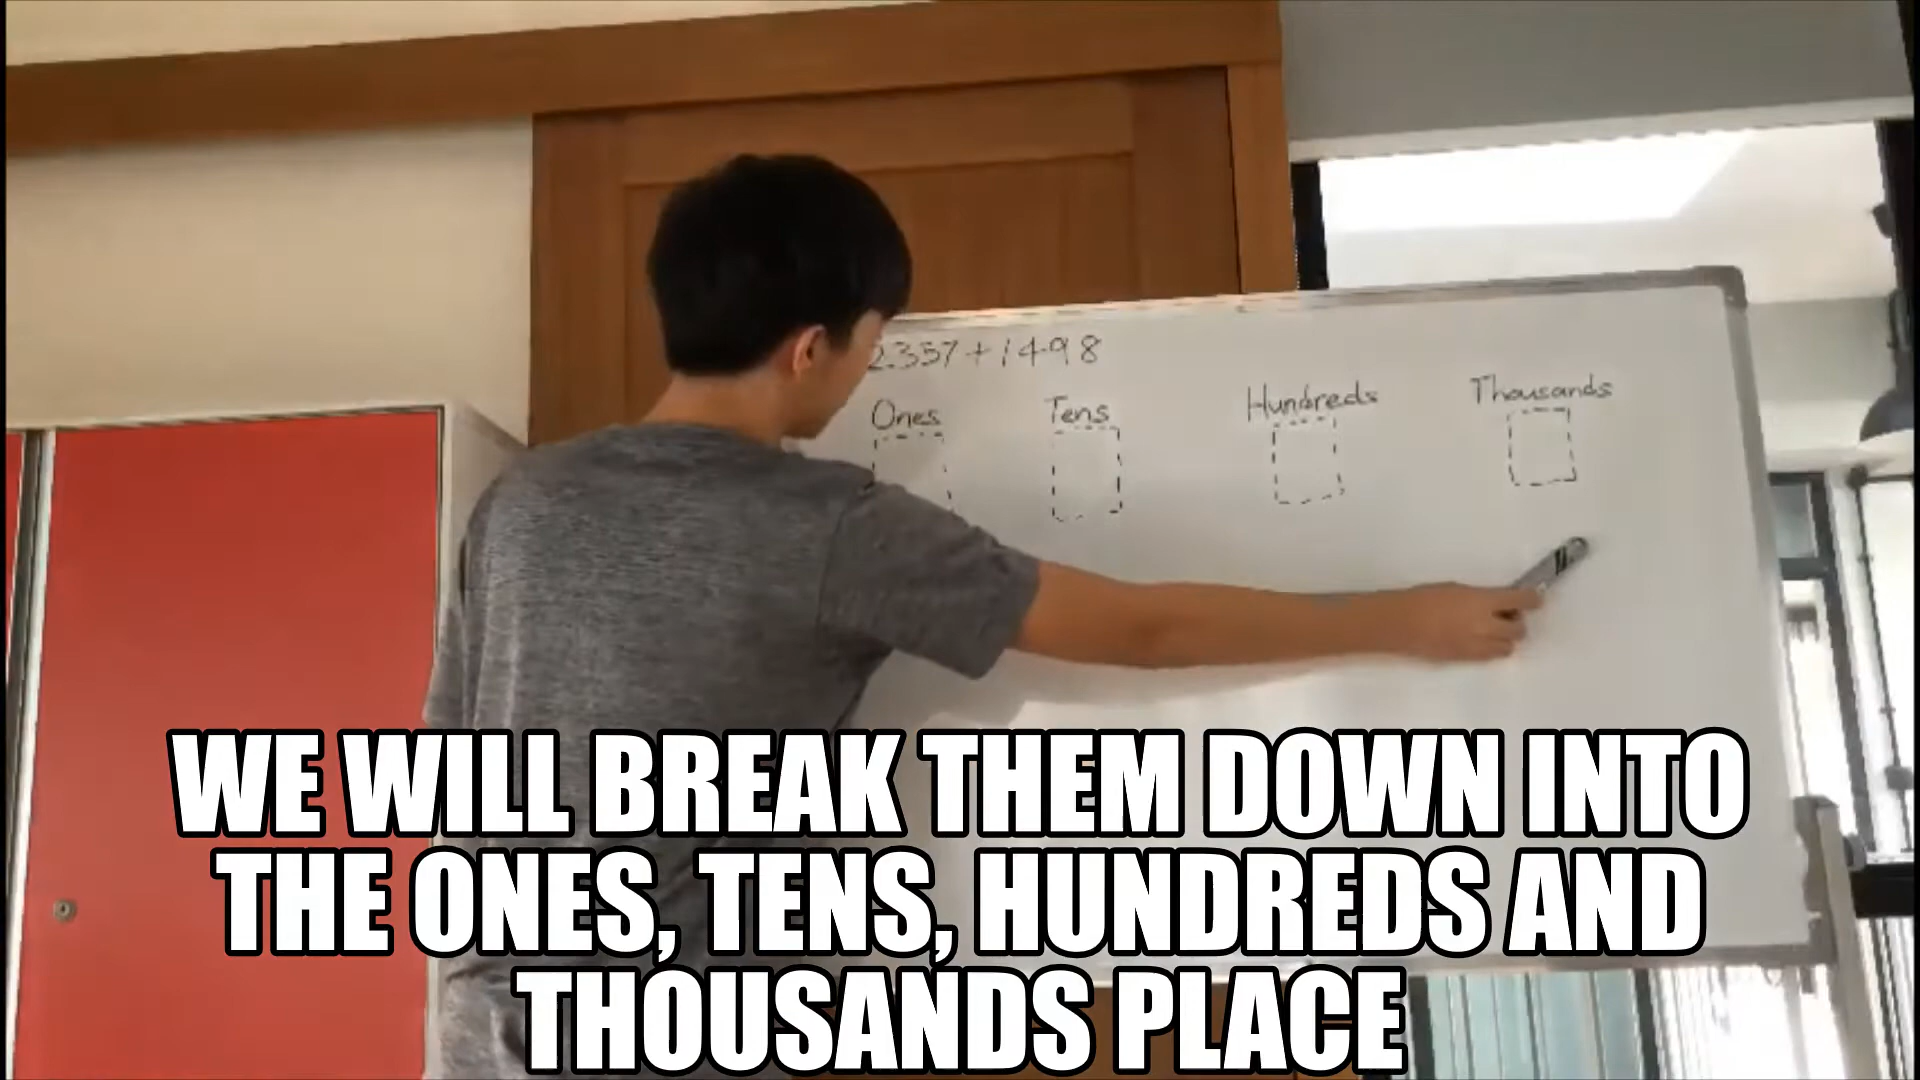 2357+1498
Ones Tens Hundreds Thousands
WE WILL BREAK THEM DOWN INTO
THE ONES, TENS, HUNDREDS AND
THOUSANDS PLACE